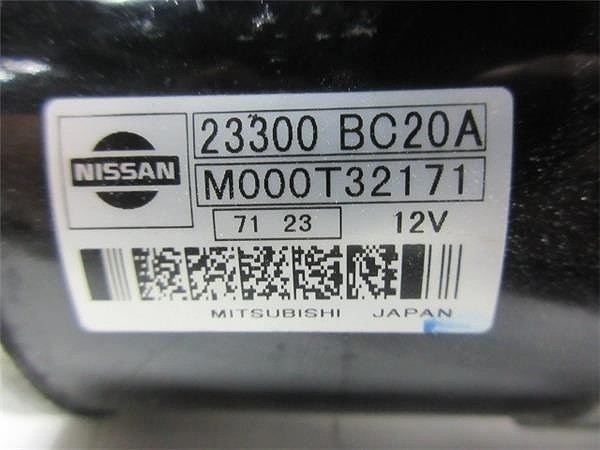 NISSAN
23300 BC20A
M000T32171
71 23 12V
MITSUBISHI JAPAN